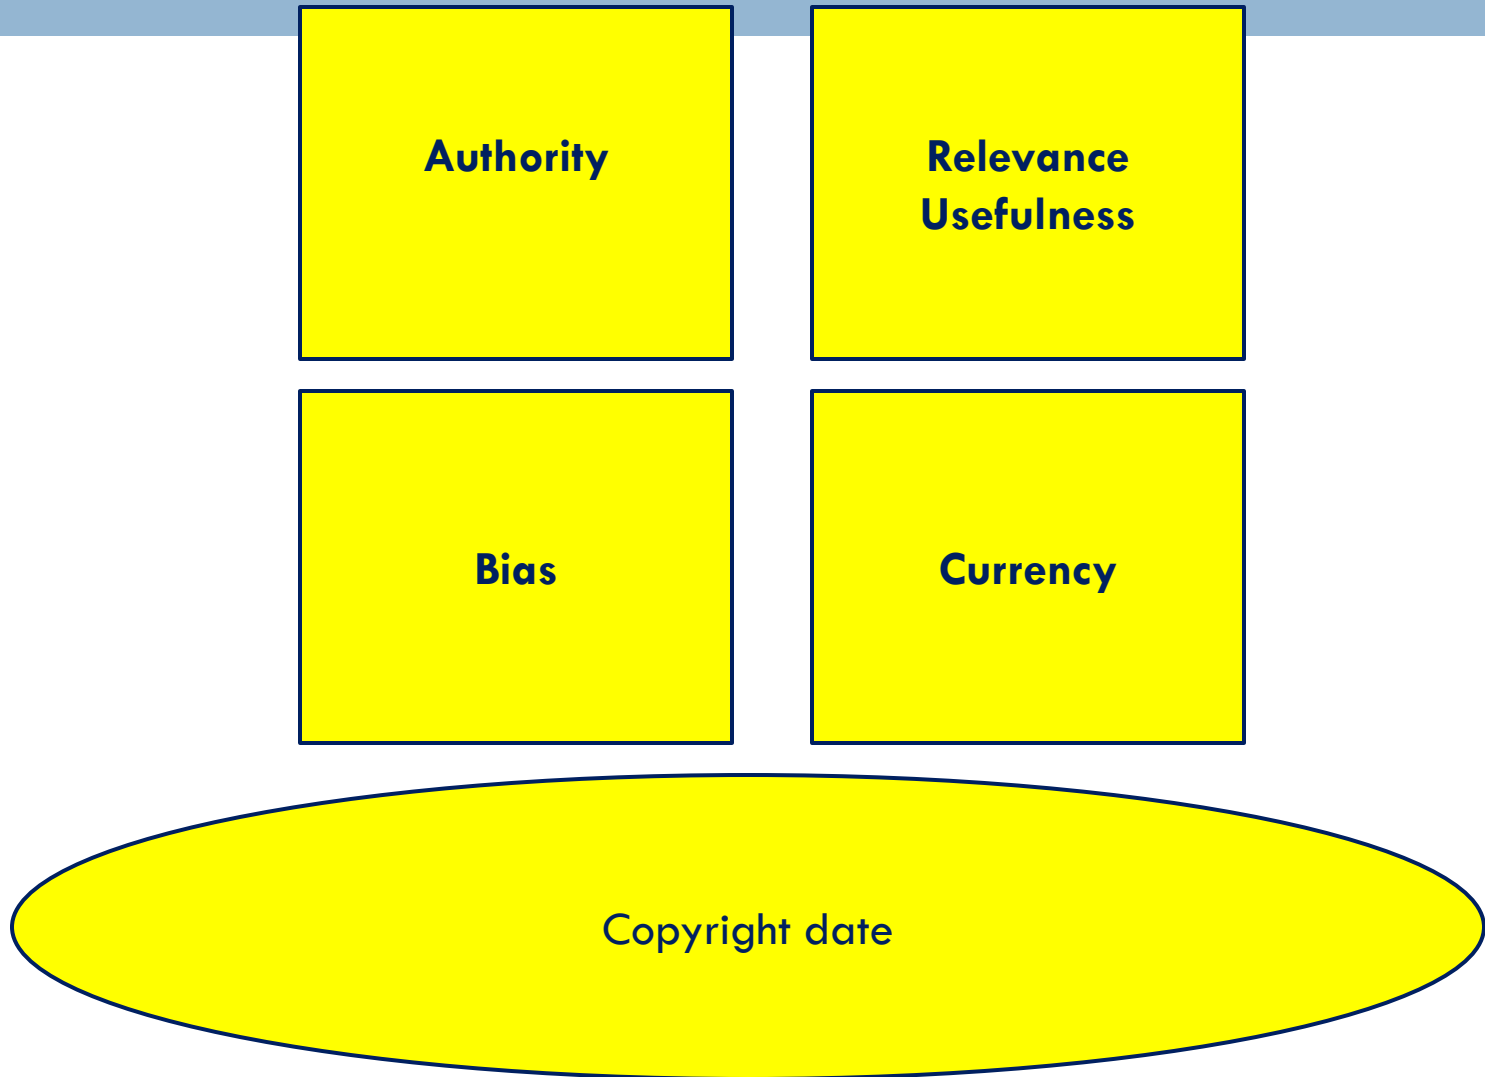 Authority
Relevance
Usefulness
Bias
Currency
Copyright date